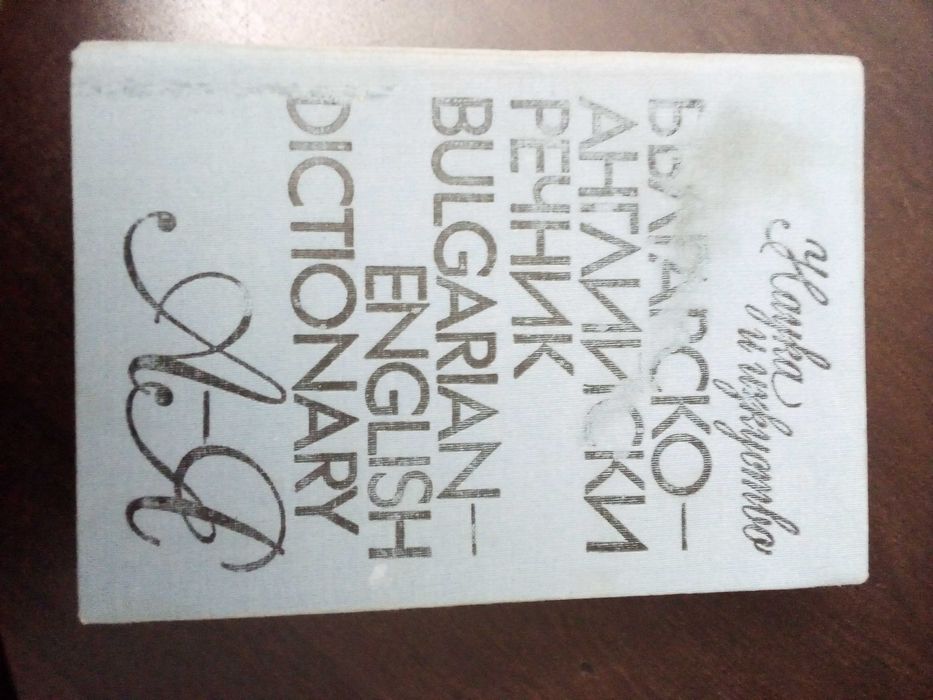 Наука
и изкуство
БЪЛГАРСКО–
АНГЛИЙСКИ
РЕЧНИК
BULGARIAN–
ENGLISH
DICTIONARY
А–Я